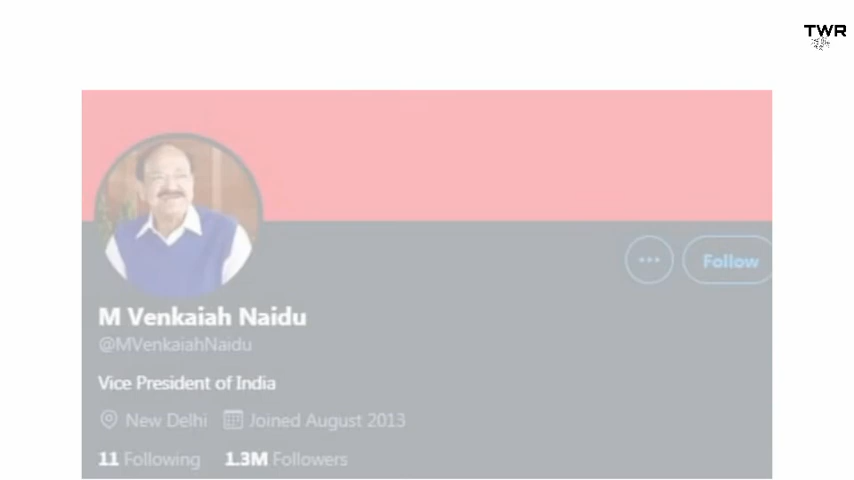 TWR
M Venkaiah Naidu
@MVenkaiahNaidu
Vice President of India
New Delhi Joined August 2013
11 Following 1.3M Followers
... Follow